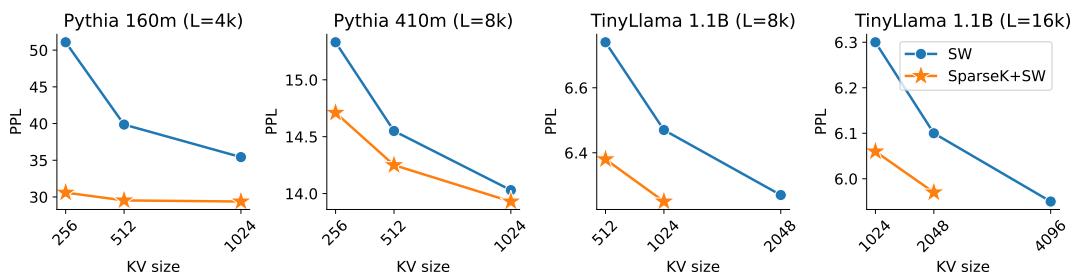 Pythia 160m (L=4k)
PPL
50
45
40
35
30
256
512
1024
KV size
Pythia 410m (L=8k)
PPL
15.0
14.5
14.0
256
512
1024
KV size
TinyLlama 1.1B (L=8k)
PPL
6.6
6.4
512
1024
2048
KV size
TinyLlama 1.1B (L=16k)
PPL
6.3
6.2
6.1
6.0
SW
SparseK+SW
1024
2048
4096
KV size